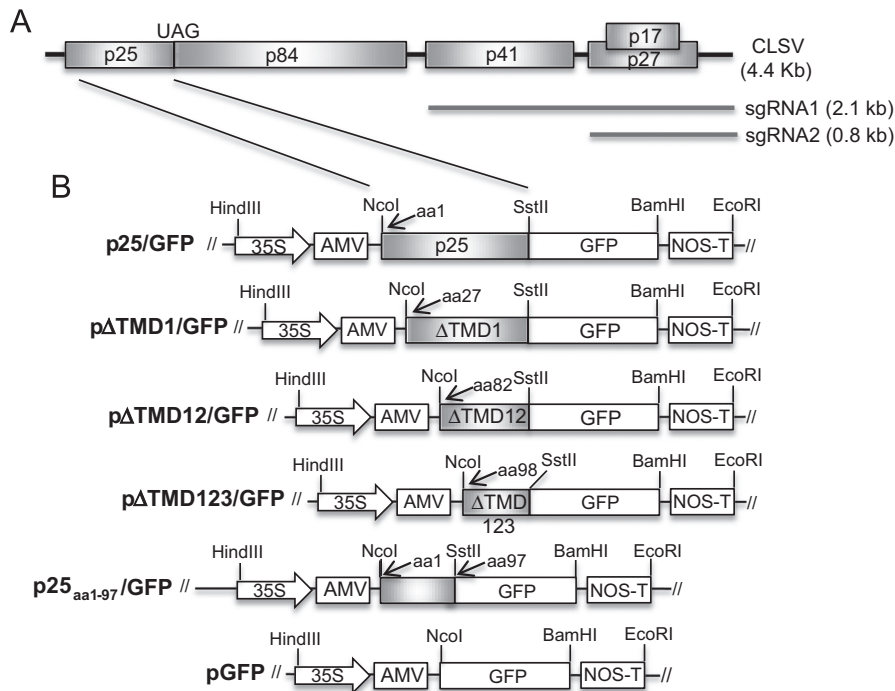 A
UAG
p25
p84
p41
p17
p27
CLSV
(4.4 Kb)
sgRNA1 (2.1 kb)
sgRNA2 (0.8 kb)
B
HindIII NcoI aa1 SstII BamHI EcoRI
p25/GFP // 35S AMV p25 GFP NOS-T //
HindIII NcoI aa27 SstII BamHI EcoRI
pΔTMD1/GFP // 35S AMV ΔTMD1 GFP NOS-T //
HindIII NcoI aa82 SstII BamHI EcoRI
pΔTMD12/GFP // 35S AMV ΔTMD12 GFP NOS-T //
HindIII NcoI aa98 SstII BamHI EcoRI
pΔTMD123/GFP // 35S AMV ΔTMD GFP NOS-T //
123
HindIII NcoI aa1 SstII aa97 BamHI EcoRI
p25aa1-97/GFP // 35S AMV GFP NOS-T //
HindIII NcoI BamHI EcoRI
pGFP // 35S AMV GFP NOS-T //